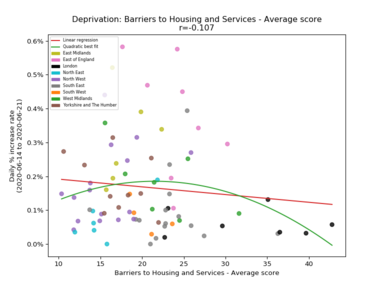 Deprivation: Barriers to Housing and Services - Average score
r=-0.107
Daily % increase rate
(2020-06-14 to 2020-06-21)
0.6%
0.5%
0.4%
0.3%
0.2%
0.1%
0.0%
Linear regression
Quadratic best fit
East Midlands
East of England
London
North East
North West
South East
South West
West Midlands
Yorkshire and The Humber
10
15
20
25
30
35
40
Barriers to Housing and Services - Average score